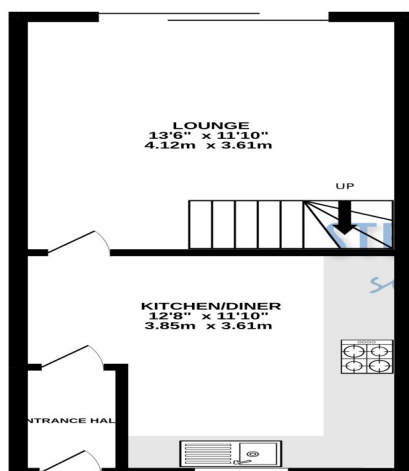 LOUNGE
13'6" x 11'10"
4.12m x 3.61m
UP
KITCHEN/DINER
12'8" x 11'10"
3.85m x 3.61m
NTRANCE HAL